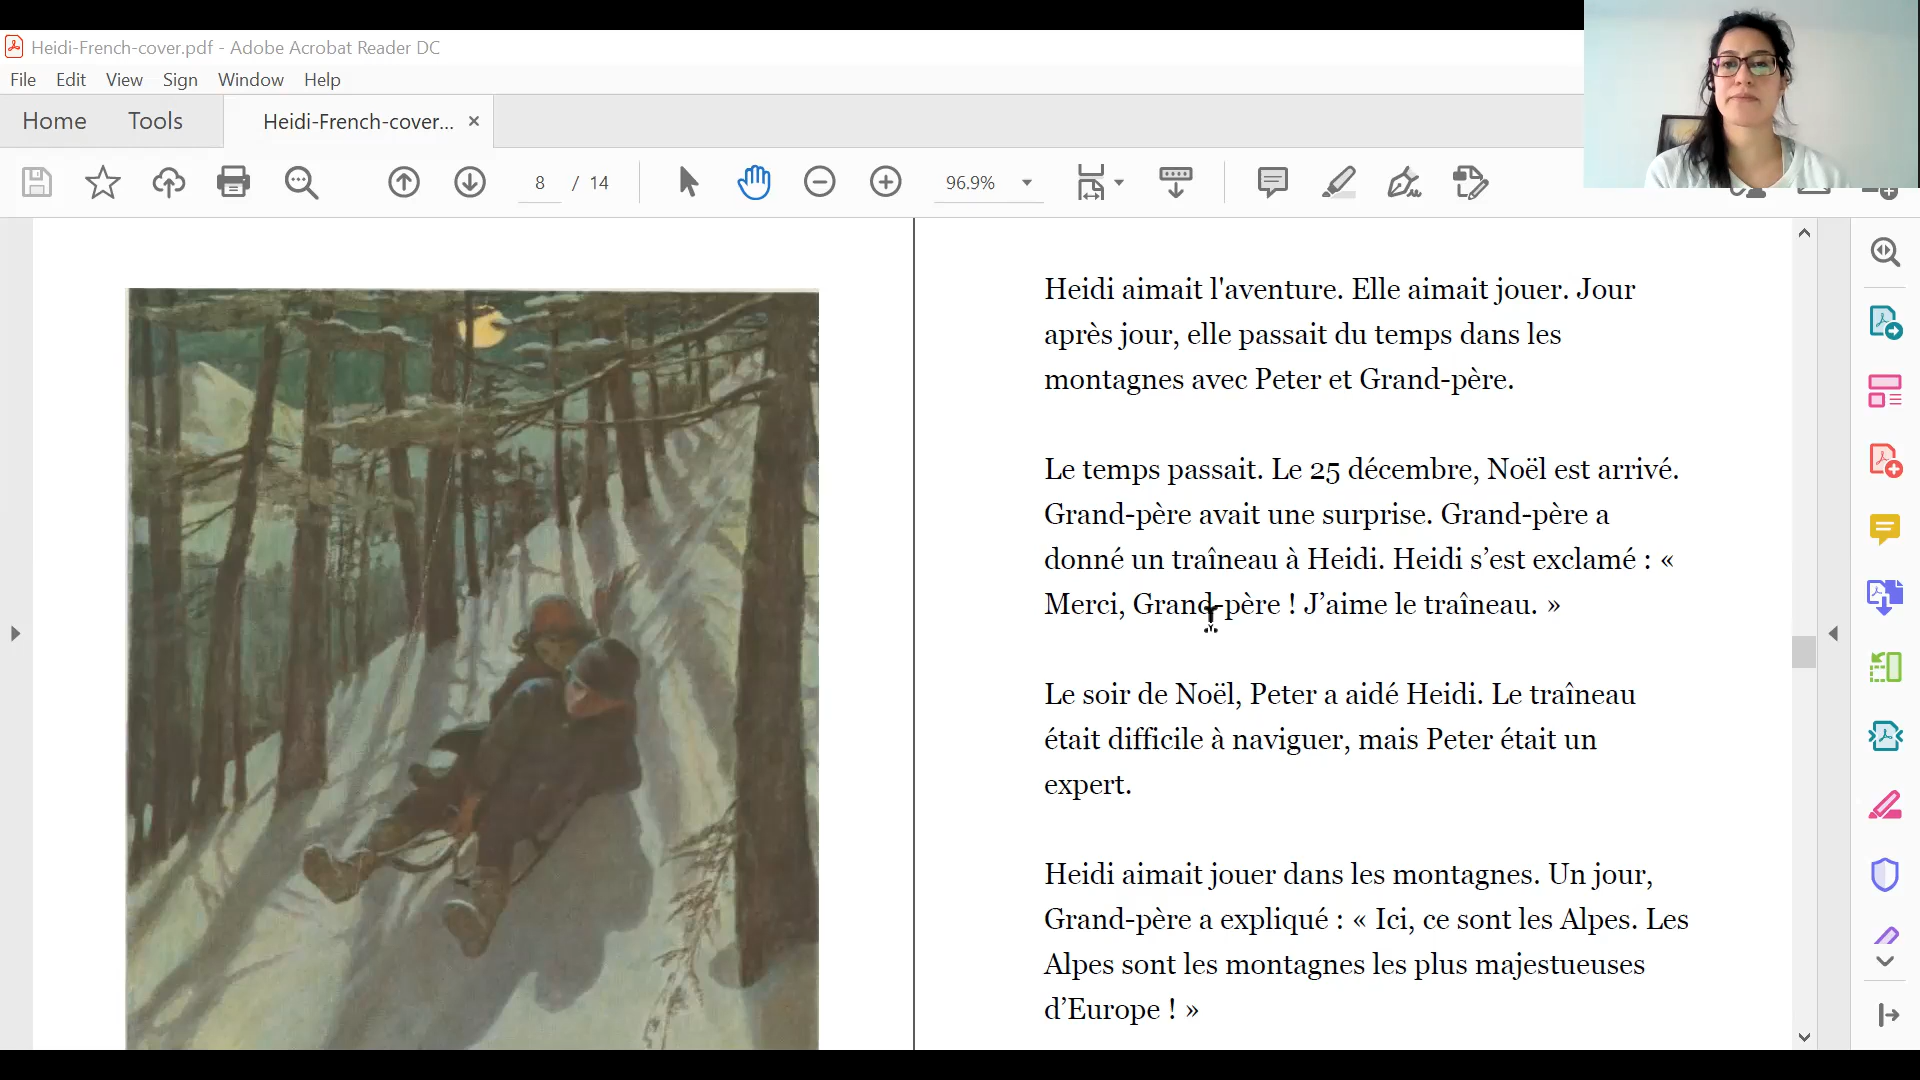 Heidi-French-cover.pdf - Adobe Acrobat Reader DC
File Edit View Sign Window Help
Home Tools Heidi-French-cover... ×
8 / 14 96.9%
Heidi aimait l'aventure. Elle aimait jouer. Jour
après jour, elle passait du temps dans les
montagnes avec Peter et Grand-père.
Le temps passait. Le 25 décembre, Noël est arrivé.
Grand-père avait une surprise. Grand-père a
donné un traîneau à Heidi. Heidi s’est exclamé : «
Merci, Grand-père ! J’aime le traîneau. »
Le soir de Noël, Peter a aidé Heidi. Le traîneau
était difficile à naviguer, mais Peter était un
expert.
Heidi aimait jouer dans les montagnes. Un jour,
Grand-père a expliqué : « Ici, ce sont les Alpes. Les
Alpes sont les montagnes les plus majestueuses
d’Europe ! »